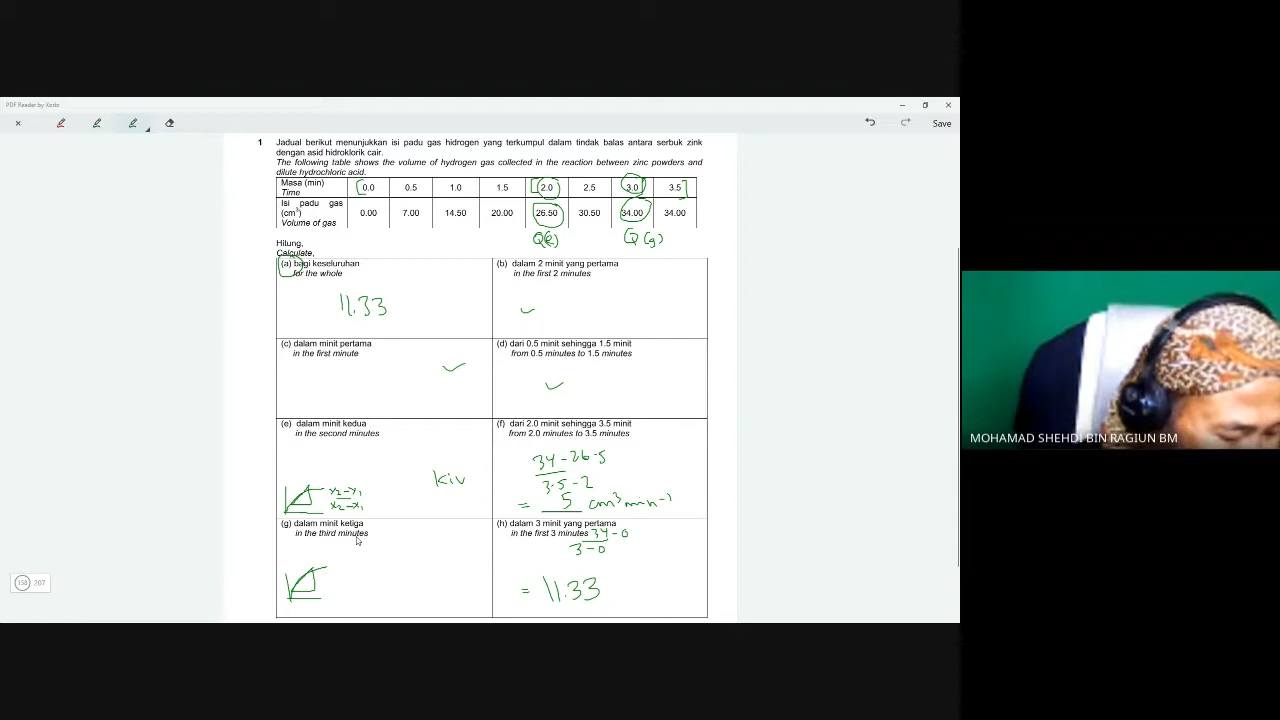 PDF Reader by Xodo
Save
1 Jadual berikut menunjukkan isi padu gas hidrogen yang terkumpul dalam tindak balas antara serbuk zink
dengan asid hidroklorik cair.
The following table shows the volume of hydrogen gas collected in the reaction between zinc powders and
dilute hydrochloric acid.
Masa (min) Time 0.0 0.5 1.0 1.5 2.0 2.5 3.0 3.5
Isi padu gas (cm³) Volume of gas 0.00 7.00 14.50 20.00 26.50 30.50 34.00 34.00
Q(g)
Hitung,
Calculate,
(a) bagi keseluruhan
for the whole
11.33
(b) dalam 2 minit yang pertama
in the first 2 minutes
(c) dalam minit pertama
in the first minute
(d) dari 0.5 minit sehingga 1.5 minit
from 0.5 minutes to 1.5 minutes
(e) dalam minit kedua
in the second minutes
kiv
x2-x1
x2-x1
(f) dari 2.0 minit sehingga 3.5 minit
from 2.0 minutes to 3.5 minutes
34-26.5
3.5-2
= 5 cm³ min⁻¹
(g) dalam minit ketiga
in the third minutes
(h) dalam 3 minit yang pertama
in the first 3 minutes 34-0
3-0
= 11.33
158 207
MOHAMAD SHEHDI BIN RAGIUN BM